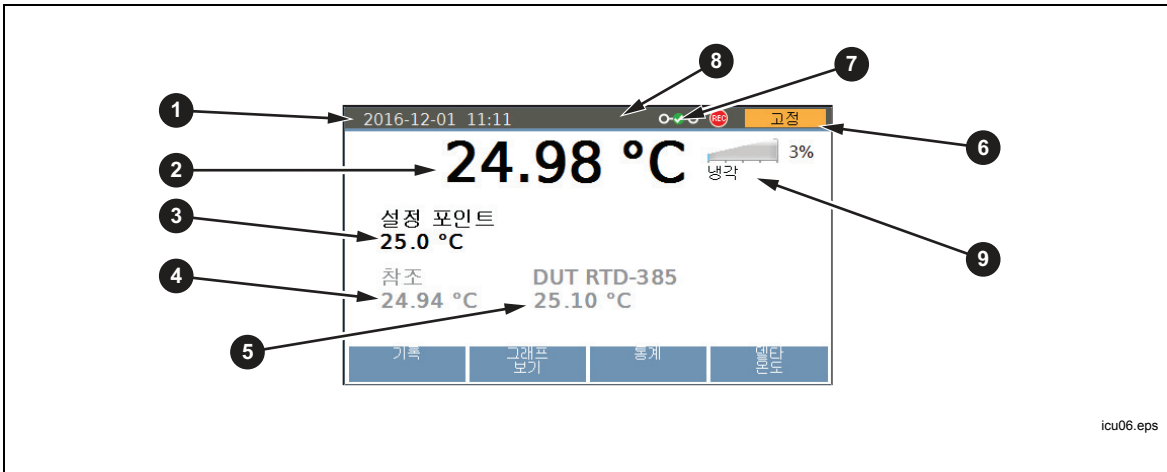 8
7
1
2016-12-01 11:11
REC
고정
6
2
24.98 °C
3%
냉각
3
설정 포인트
25.0 °C
9
4
참조
DUT RTD-385
24.94 °C
25.10 °C
5
기록
그래프
보기
통계
델타
온도
icu06.eps